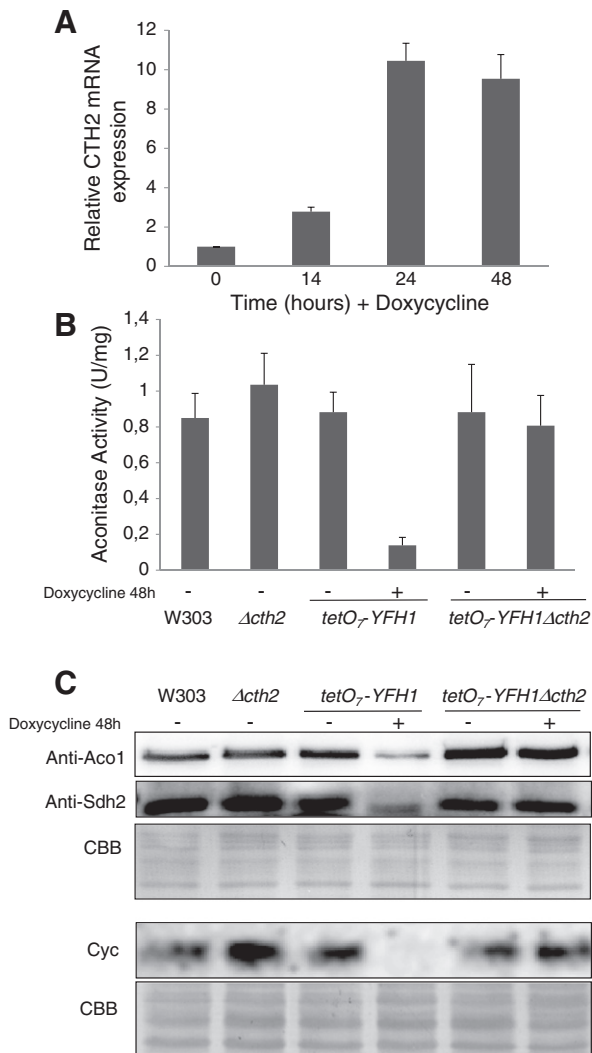 A
Relative CTH2 mRNA
expression
12
10
8
6
4
2
0
0 14 24 48
Time (hours) + Doxycycline
B
Aconitase Activity (U/mg)
1,4
1,2
1
0,8
0,6
0,4
0,2
0
Doxycycline 48h - - - + - +
W303 Δcth2 tetO7-YFH1 tetO7-YFH1Δcth2
C
W303 Δcth2 tetO7-YFH1 tetO7-YFH1Δcth2
Doxycycline 48h - - - + - +
Anti-Aco1
Anti-Sdh2
CBB
Cyc
CBB